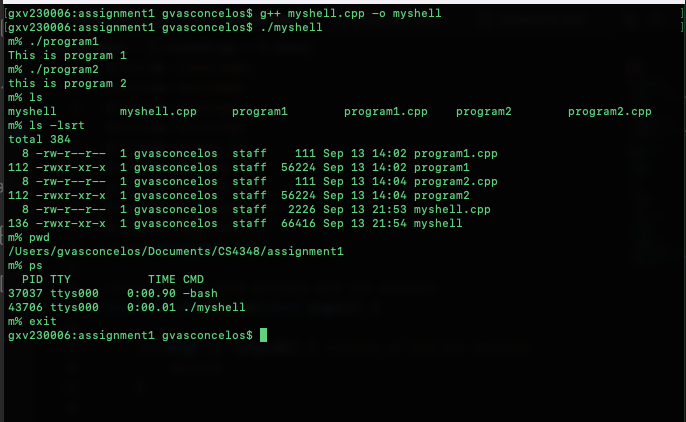 [gxv230006:assignment1 gvasconcelos$ g++ myshell.cpp -o myshell ]
[gxv230006:assignment1 gvasconcelos$ ./myshell ]
m% ./program1
This is program 1
m% ./program2
this is program 2
m% ls
myshell myshell.cpp program1 program1.cpp program2 program2.cpp
m% ls -lsrt
total 384
8 -rw-r--r-- 1 gvasconcelos staff 111 Sep 13 14:02 program1.cpp
112 -rwxr-xr-x 1 gvasconcelos staff 56224 Sep 13 14:02 program1
8 -rw-r--r-- 1 gvasconcelos staff 111 Sep 13 14:04 program2.cpp
112 -rwxr-xr-x 1 gvasconcelos staff 56224 Sep 13 14:04 program2
8 -rw-r--r-- 1 gvasconcelos staff 2226 Sep 13 21:53 myshell.cpp
136 -rwxr-xr-x 1 gvasconcelos staff 66416 Sep 13 21:54 myshell
m% pwd
/Users/gvasconcelos/Documents/CS4348/assignment1
m% ps
PID TTY TIME CMD
37037 ttys000 0:00.90 -bash
43706 ttys000 0:00.01 ./myshell
m% exit
gxv230006:assignment1 gvasconcelos$